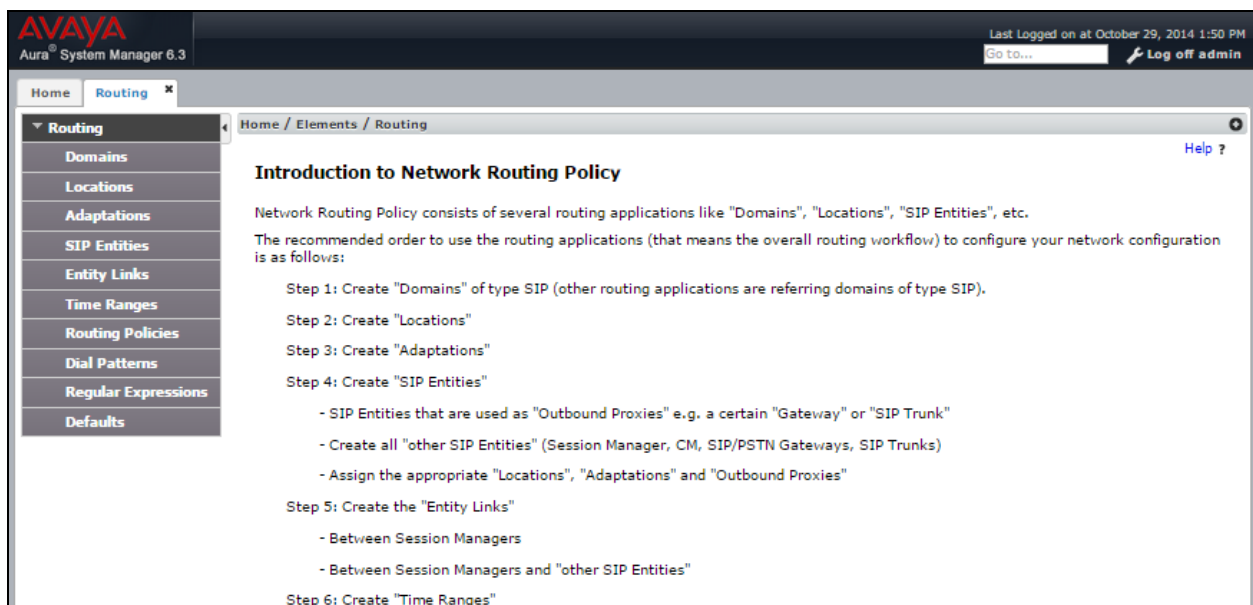 AVAYA
Aura® System Manager 6.3
Last Logged on at October 29, 2014 1:50 PM
Go to...
Log off admin
Home
Routing ✖
Routing
Domains
Locations
Adaptations
SIP Entities
Entity Links
Time Ranges
Routing Policies
Dial Patterns
Regular Expressions
Defaults
Home / Elements / Routing
Help ?
Introduction to Network Routing Policy
Network Routing Policy consists of several routing applications like "Domains", "Locations", "SIP Entities", etc.
The recommended order to use the routing applications (that means the overall routing workflow) to configure your network configuration
is as follows:
Step 1: Create "Domains" of type SIP (other routing applications are referring domains of type SIP).
Step 2: Create "Locations"
Step 3: Create "Adaptations"
Step 4: Create "SIP Entities"
- SIP Entities that are used as "Outbound Proxies" e.g. a certain "Gateway" or "SIP Trunk"
- Create all "other SIP Entities" (Session Manager, CM, SIP/PSTN Gateways, SIP Trunks)
- Assign the appropriate "Locations", "Adaptations" and "Outbound Proxies"
Step 5: Create the "Entity Links"
- Between Session Managers
- Between Session Managers and "other SIP Entities"
Step 6: Create "Time Ranges"